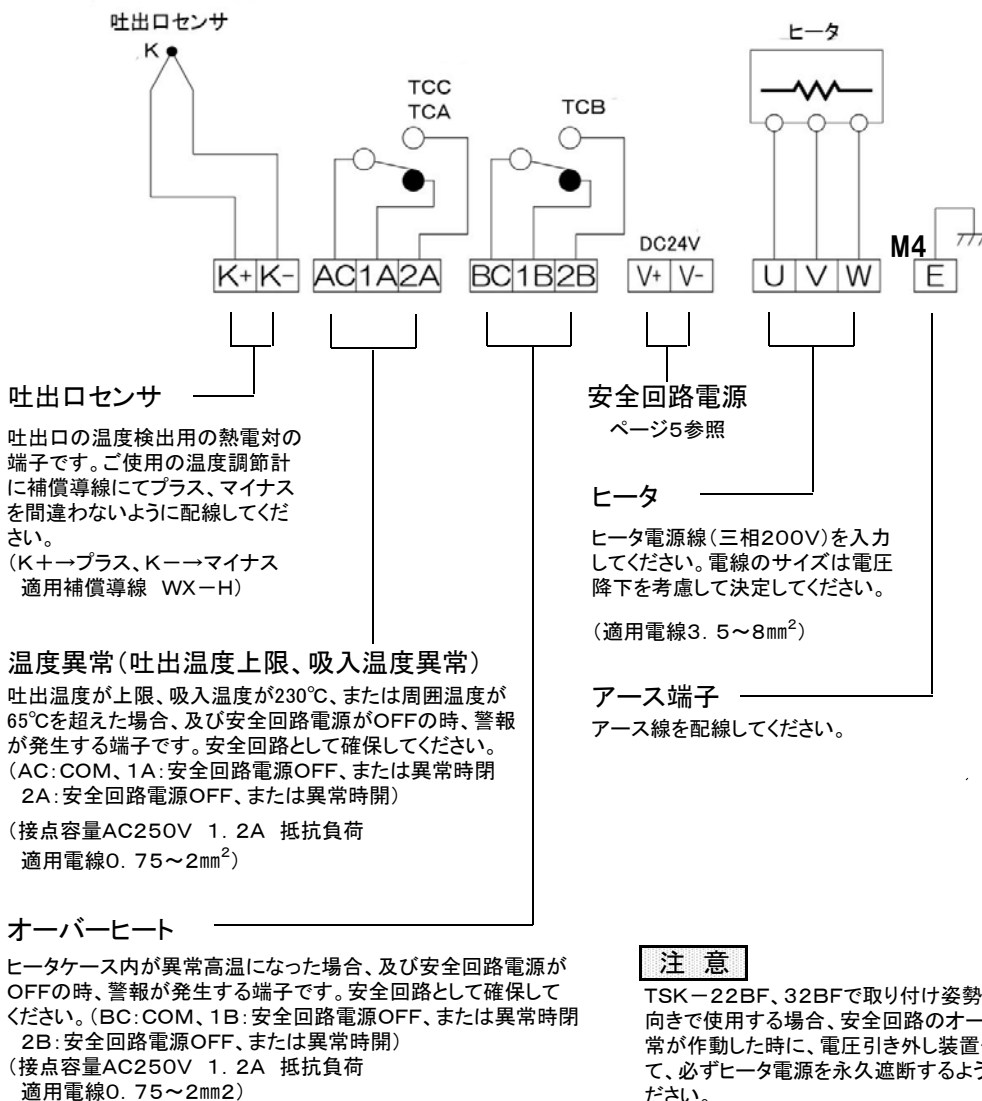 吐出口センサ
K
TCC
TCA
TCB
ヒータ
DC24V
M4
K+ K-
AC 1A 2A
BC 1B 2B
V+ V-
U V W
E
吐出口センサ
吐出口の温度検出用の熱電対の
端子です。ご使用の温度調節計
に補償導線にてプラス、マイナス
を間違わないように配線してくだ
さい。
（K＋→プラス、K－→マイナス
適用補償導線 WX－H）
安全回路電源
ページ5参照
ヒータ
ヒータ電源線（三相200V）を入力
してください。電線のサイズは電圧
降下を考慮して決定してください。
（適用電線3．5～8mm²）
温度異常（吐出温度上限、吸入温度異常）
吐出温度が上限、吸入温度が230℃、または周囲温度が
65℃を超えた場合、及び安全回路電源がOFFの時、警報
が発生する端子です。安全回路として確保してください。
（AC：COM、1A：安全回路電源OFF、または異常時閉
2A：安全回路電源OFF、または異常時開）
（接点容量AC250V 1．2A 抵抗負荷
適用電線0．75～2mm²）
アース端子
アース線を配線してください。
オーバーヒート
ヒータケース内が異常高温になった場合、及び安全回路電源が
OFFの時、警報が発生する端子です。安全回路として確保して
ください。（BC：COM、1B：安全回路電源OFF、または異常時閉
2B：安全回路電源OFF、または異常時開）
（接点容量AC250V 1．2A 抵抗負荷
適用電線0．75～2mm2）
注 意
TSK－22BF、32BFで取り付け姿勢
向きで使用する場合、安全回路のオー
常が作動した時に、電圧引き外し装置
て、必ずヒータ電源を永久遮断するよう
ださい。